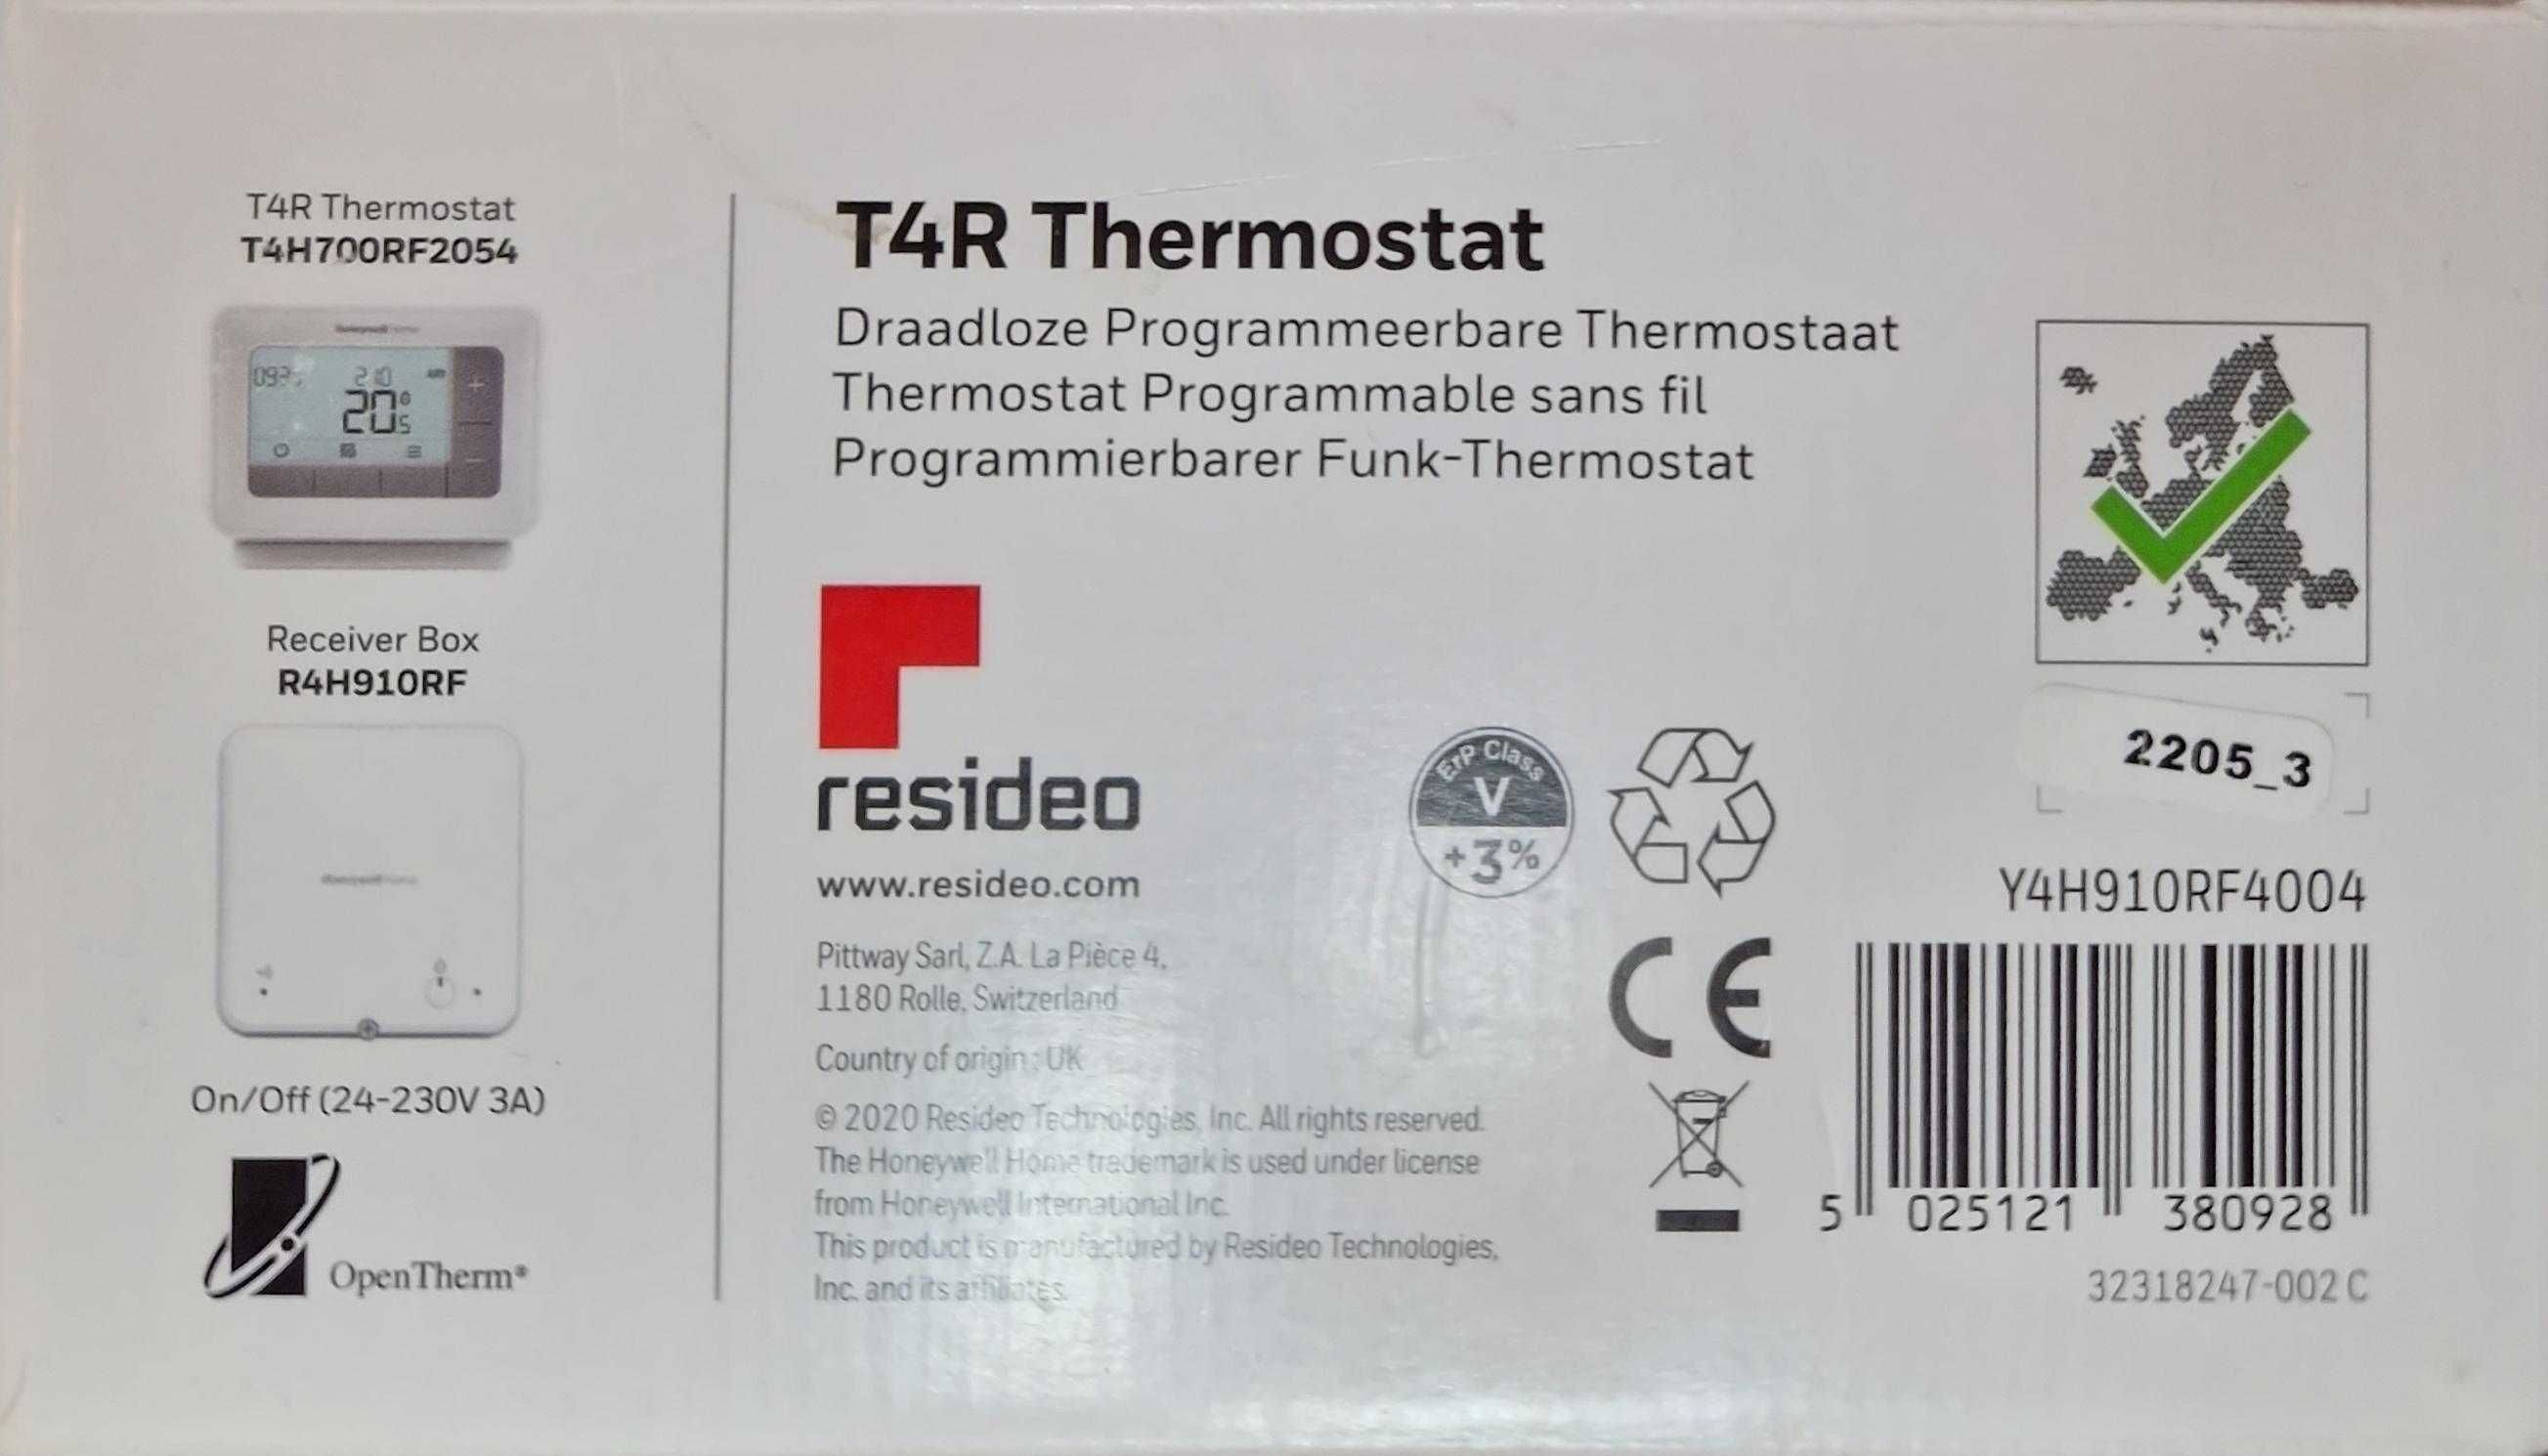 T4R Thermostat
T4H700RF2054
20°5
Receiver Box
R4H910RF
On/Off (24-230V 3A)
OpenTherm®
T4R Thermostat
Draadloze Programmeerbare Thermostaat
Thermostat Programmable sans fil
Programmierbarer Funk-Thermostat
resideo
www.resideo.com
Pittway Sarl, Z.A. La Pièce 4,
1180 Rolle, Switzerland
Country of origin : UK
© 2020 Resideo Technologies, Inc. All rights reserved.
The Honeywell Home trademark is used under license
from Honeywell International Inc.
This product is manufactured by Resideo Technologies,
Inc. and its affiliates.
ErP Class
V
+3%
CE
2205_3
Y4H910RF4004
5 025121 380928
32318247-002 C